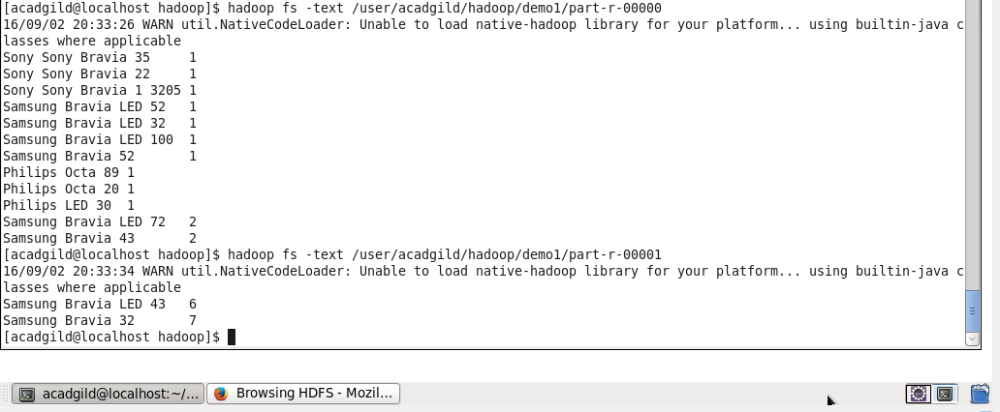 [acadgild@localhost hadoop]$ hadoop fs -text /user/acadgild/hadoop/demo1/part-r-00000
16/09/02 20:33:26 WARN util.NativeCodeLoader: Unable to load native-hadoop library for your platform... using builtin-java c
lasses where applicable
Sony Sony Bravia 35     1
Sony Sony Bravia 22     1
Sony Sony Bravia 1 3205 1
Samsung Bravia LED 52   1
Samsung Bravia LED 32   1
Samsung Bravia LED 100  1
Samsung Bravia 52       1
Philips Octa 89 1
Philips Octa 20 1
Philips LED 30  1
Samsung Bravia LED 72   2
Samsung Bravia 43       2
[acadgild@localhost hadoop]$ hadoop fs -text /user/acadgild/hadoop/demo1/part-r-00001
16/09/02 20:33:34 WARN util.NativeCodeLoader: Unable to load native-hadoop library for your platform... using builtin-java c
lasses where applicable
Samsung Bravia LED 43   6
Samsung Bravia 32       7
[acadgild@localhost hadoop]$
acadgild@localhost:~/... Browsing HDFS - Mozil...